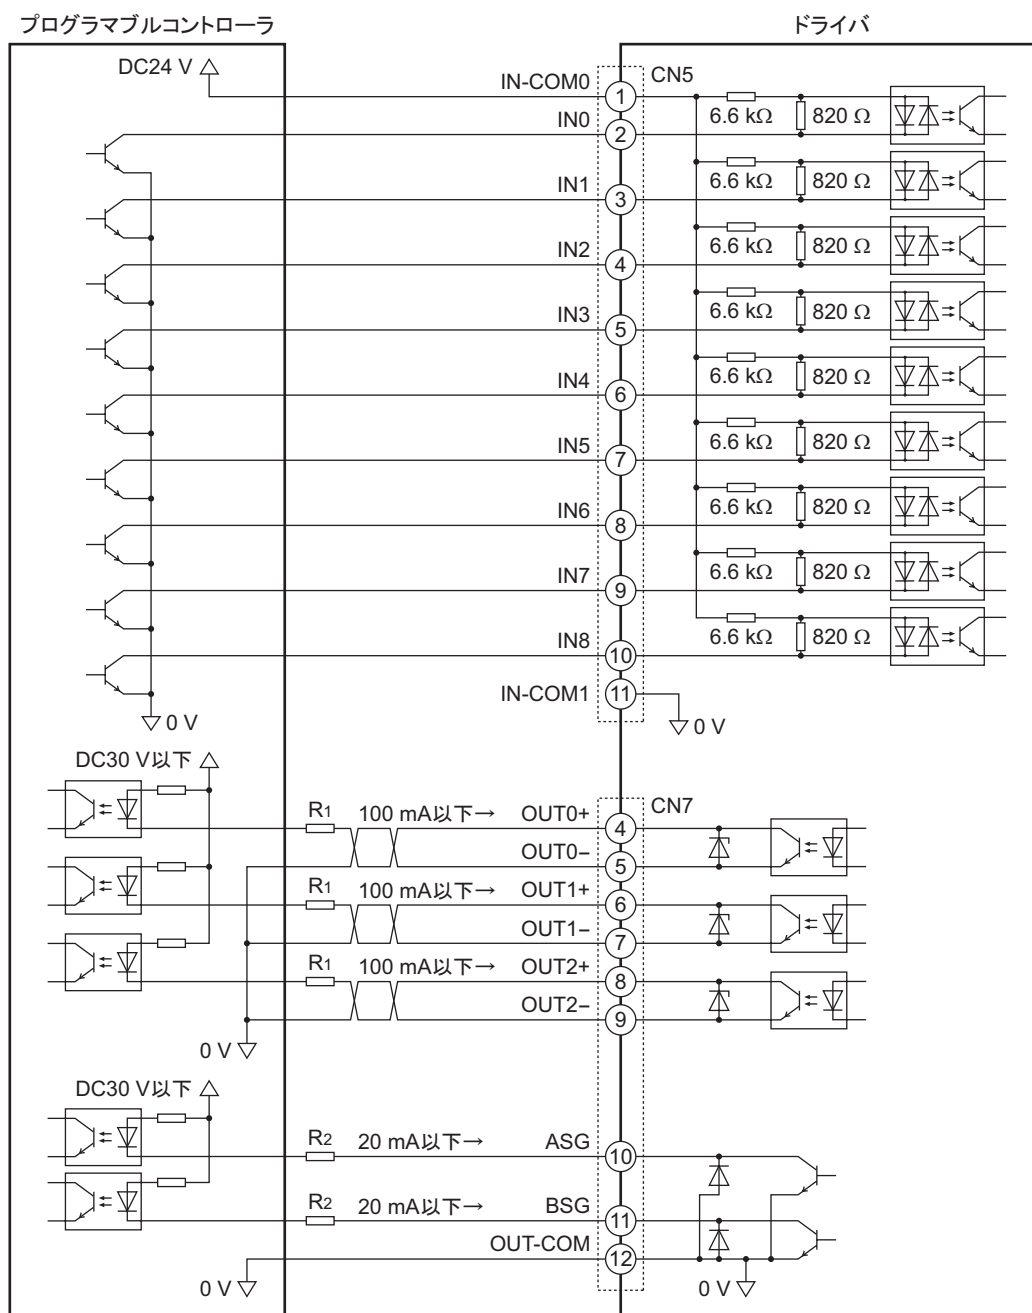 プログラマブルコントローラ
ドライバ
DC24 V
IN-COM0
1
CN5
6.6 kΩ
820 Ω
IN0
2
IN1
3
6.6 kΩ
820 Ω
IN2
4
6.6 kΩ
820 Ω
IN3
5
6.6 kΩ
820 Ω
IN4
6
6.6 kΩ
820 Ω
IN5
7
6.6 kΩ
820 Ω
IN6
8
6.6 kΩ
820 Ω
IN7
9
6.6 kΩ
820 Ω
IN8
10
6.6 kΩ
820 Ω
IN-COM1
11
0 V
0 V
DC30 V以下
CN7
R1
100 mA以下→
OUT0+
4
OUT0−
5
R1
100 mA以下→
OUT1+
6
OUT1−
7
R1
100 mA以下→
OUT2+
8
OUT2−
9
0 V
DC30 V以下
R2
20 mA以下→
ASG
10
R2
20 mA以下→
BSG
11
OUT-COM
12
0 V
0 V